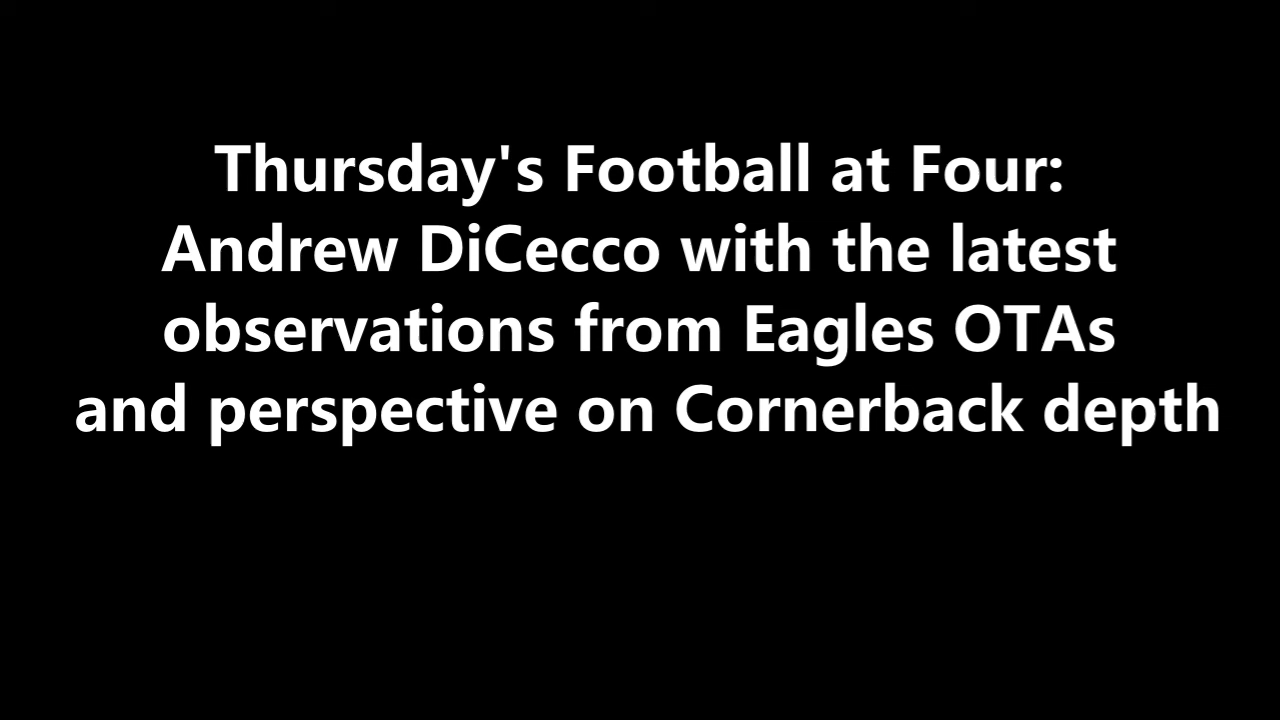 Thursday's Football at Four:
Andrew DiCecco with the latest
observations from Eagles OTAs
and perspective on Cornerback depth